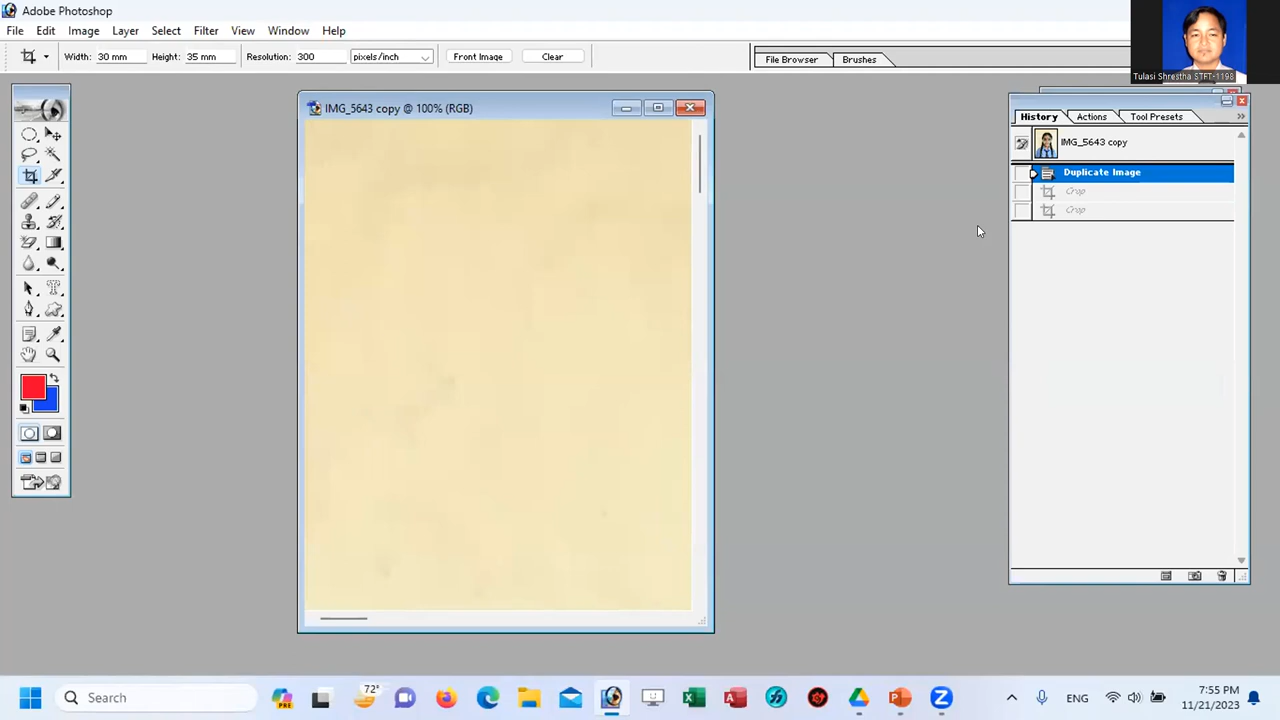 Adobe Photoshop
File Edit Image Layer Select Filter View Window Help
Width: 30 mm Height: 35 mm Resolution: 300 pixels/inch Front Image Clear File Browser Brushes
Tulasi Shrestha STFT-1198
IMG_5643 copy @ 100% (RGB)
History Actions Tool Presets
IMG_5643 copy
Duplicate Image
Crop
Crop
Search
PRE
72°
ENG
7:55 PM
11/21/2023